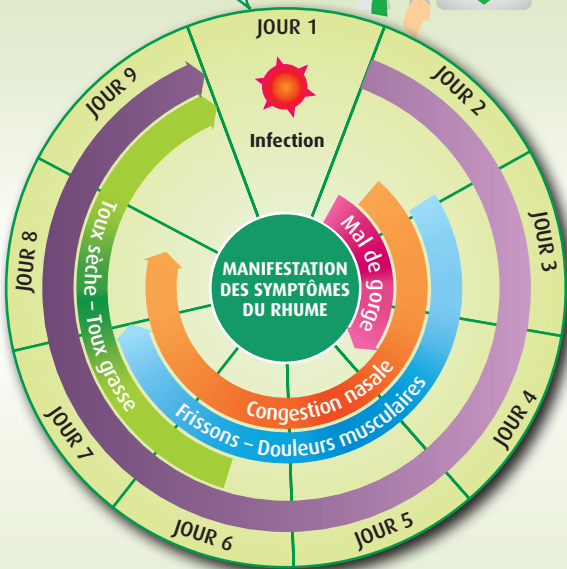 JOUR 1
Infection
JOUR 2
JOUR 3
JOUR 4
JOUR 5
JOUR 6
JOUR 7
JOUR 8
JOUR 9
MANIFESTATION
DES SYMPTÔMES
DU RHUME
Mal de gorge
Congestion nasale
Frissons – Douleurs musculaires
Toux sèche – Toux grasse